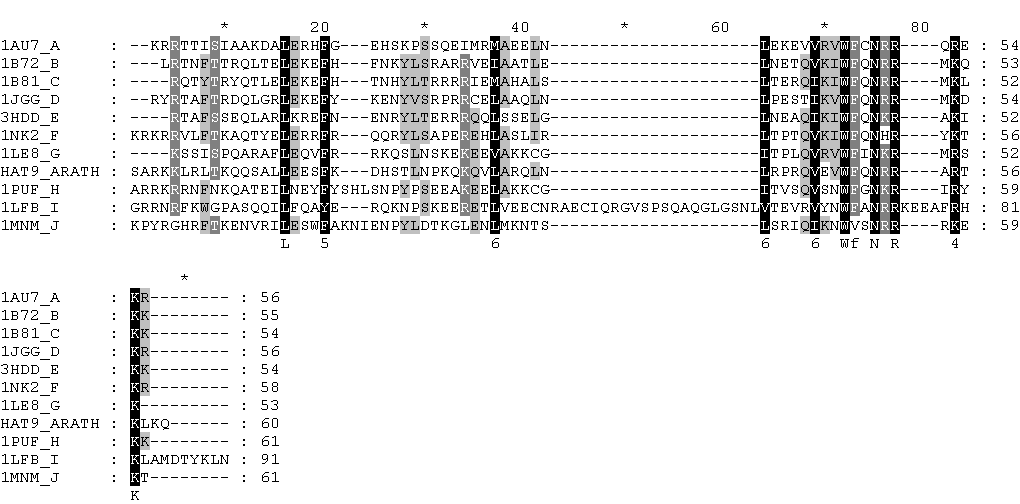 * 20 * 40 * 60 * 80
1AU7_A : --KRRTTISIAAKDALERHFG---EHSKPSSQEIMRMAEELN---------------------LEKEVVRVWFCNRR----QRE : 54
1B72_B : ---LRTNFTTRQLTELEKEFH---FNKYLSRARRVEIAATLE---------------------LNETQVKIWFQNRR----MKQ : 53
1B81_C : ----RQTYTRYQTLELEKEFH---FNHYLTRRRRIEMAHALS---------------------LTERQIKIWFQNRR----MKL : 52
1JGG_D : --RYRTAFTRDQLGRLEKEFY---KENYVSRPRRCELAAQLN---------------------LPESTIKVWFQNRR----MKD : 54
3HDD_E : ----RTAFSSEQLARLKREFN---ENRYLTERRRQQLSSELG---------------------LNEAQIKIWFQNKR----AKI : 52
1NK2_F : KRKRRVLFTKAQTYELERRFR---QQRYLSAPEREHLASLIR---------------------LTPTQVKIWFQNHR----YKT : 56
1LE8_G : ----KSSISPQARAFLEQVFR---RKQSLNSKEKEEVAKKCG---------------------ITPLQVRVWFINKR----MRS : 52
HAT9_ARATH : SARKKLRLTKQQSALLEESFK---DHSTLNPKQKQVLARQLN---------------------LRPRQVEVWFQNRR----ART : 56
1PUF_H : ARRKRRNFNKQATEILNEYFYSHLSNPYPSEEAKEELAKKCG---------------------ITVSQVSNWFGNKR----IRY : 59
1LFB_I : GRRNRFKWGPASQQILFQAYE---RQKNPSKEERETLVEECNRAECIQRGVSPSQAQGLGSNLVTEVRVYNWFANRRKEEAFRH : 81
1MNM_J : KPYRGHRFTKENVRILESWFAKNIENPYLDTKGLENLMKNTS---------------------LSRIQIKNWVSNRR----RKE : 59
L 5 6 6 6 Wf N R 4
*
1AU7_A : KR-------- : 56
1B72_B : KK-------- : 55
1B81_C : KK-------- : 54
1JGG_D : KR-------- : 56
3HDD_E : KK-------- : 54
1NK2_F : KR-------- : 58
1LE8_G : K--------- : 53
HAT9_ARATH : KLKQ------ : 60
1PUF_H : KK-------- : 61
1LFB_I : KLAMDTYKLN : 91
1MNM_J : KT-------- : 61
K